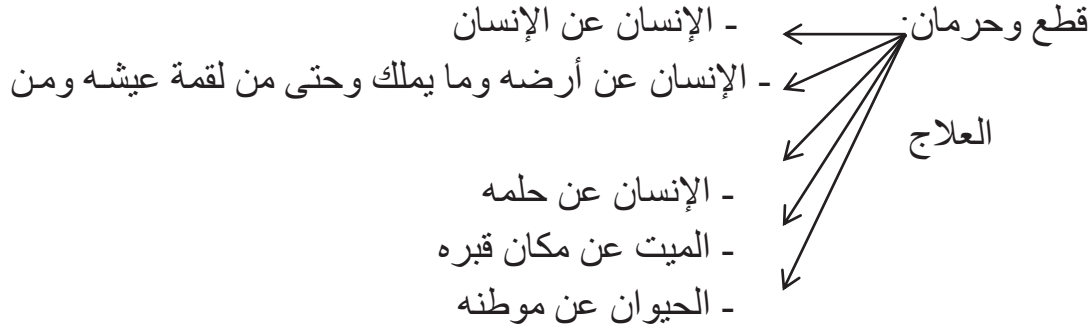 قطع وحرمان: - الإنسان عن الإنسان
- الإنسان عن أرضه وما يملك وحتى من لقمة عيشه ومن
العلاج
- الإنسان عن حلمه
- الميت عن مكان قبره
- الحيوان عن موطنه